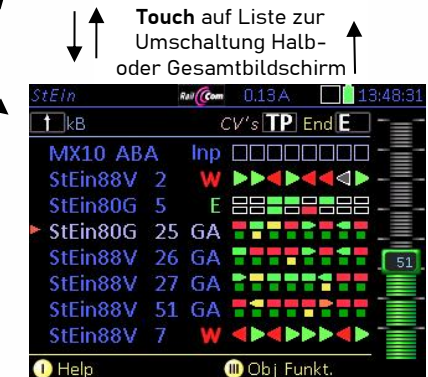 Touch auf Liste zur
Umschaltung Halb-
oder Gesamtbildschirm
StEin RailCom 0.13 A 13:48:31
↑ kB CV's TP End E
MX10 ABA Inp
StEin88V 2 W
StEin80G 5 E
StEin80G 25 GA
StEin88V 26 GA
StEin88V 27 GA
StEin88V 51 GA
StEin88V 7 W
51
I Help III Obj Funkt.